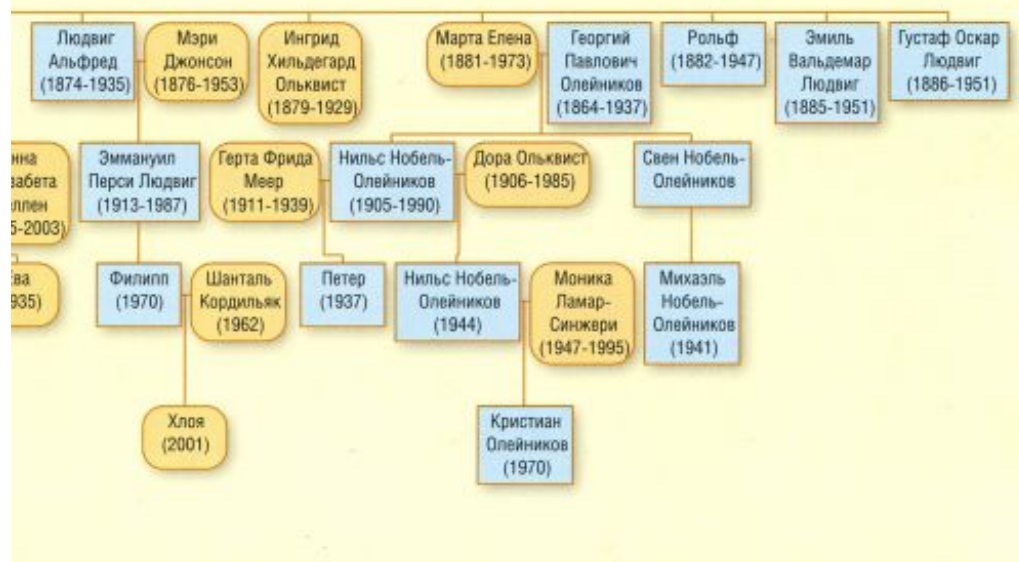 Людвиг
Альфред
(1874-1935)
Мэри
Джонсон
(1876-1953)
Ингрид
Хильдегард
Ольквист
(1879-1929)
Марта Елена
(1881-1973)
Георгий
Павлович
Олейников
(1864-1937)
Рольф
(1882-1947)
Эмиль
Вальдемар
Людвиг
(1885-1951)
Густаф Оскар
Людвиг
(1886-1951)
Эммануил
Перси Людвиг
(1913-1987)
Герта Фрида
Меер
(1911-1939)
Нильс Нобель-
Олейников
(1905-1990)
Дора Ольквист
(1906-1985)
Свен Нобель-
Олейников
Филипп
(1970)
Шанталь
Кордильяк
(1962)
Петер
(1937)
Нильс Нобель-
Олейников
(1944)
Моника
Ламар-
Синжври
(1947-1995)
Михаэль
Нобель-
Олейников
(1941)
Хлоя
(2001)
Кристиан
Олейников
(1970)